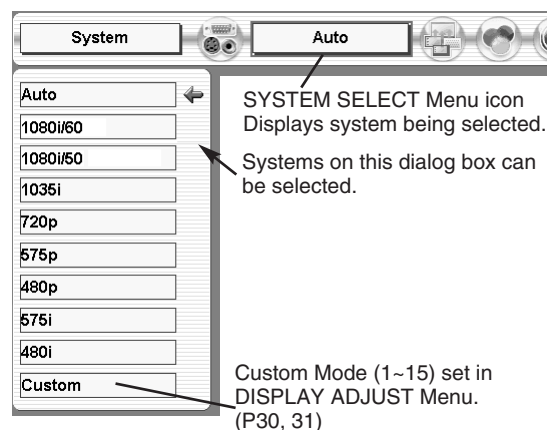 System
Auto
SYSTEM SELECT Menu icon
Displays system being selected.
Systems on this dialog box can
be selected.
Auto
1080i/60
1080i/50
1035i
720p
575p
480p
575i
480i
Custom
Custom Mode (1~15) set in
DISPLAY ADJUST Menu.
(P30, 31)